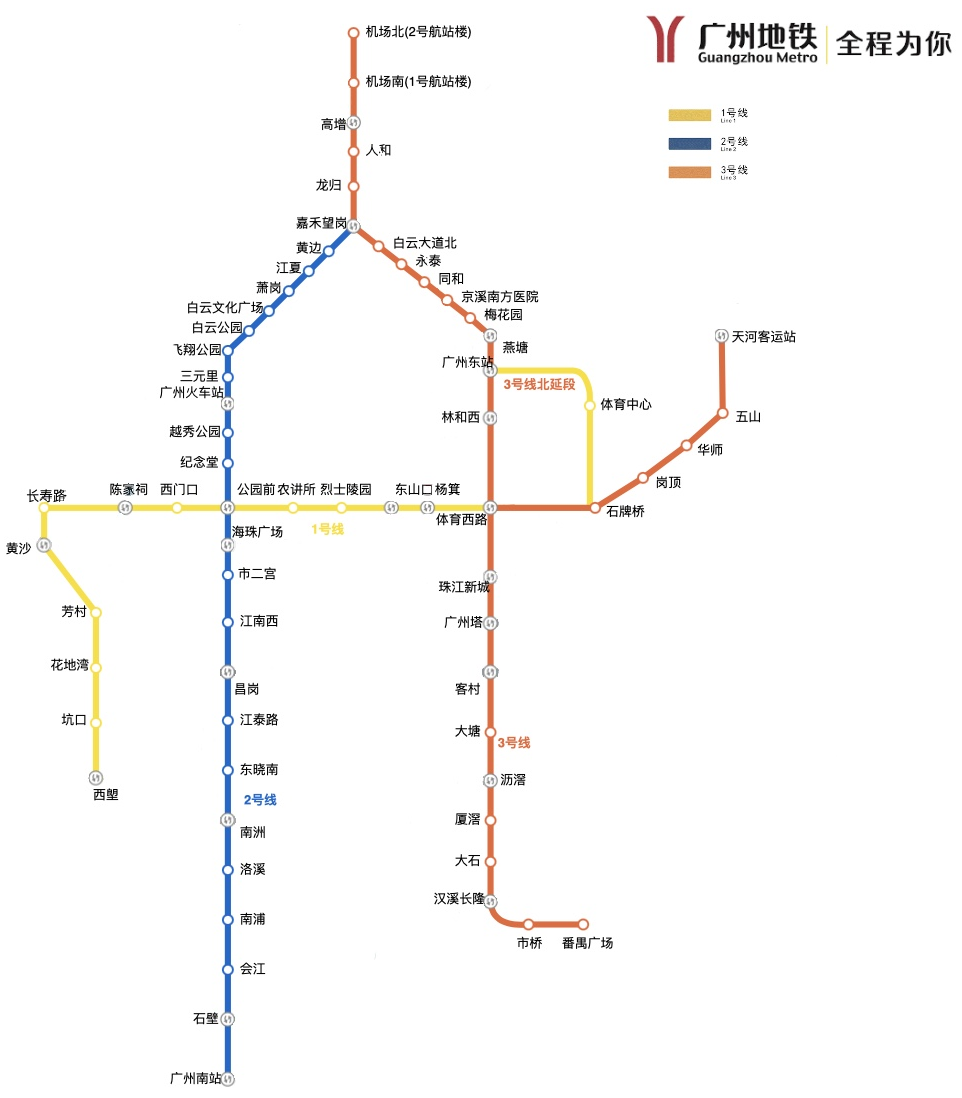 机场北(2号航站楼)
广州地铁
Guangzhou Metro
全程为你
机场南(1号航站楼)
1号线
Line 1
高增
2号线
Line 2
人和
3号线
Line 3
龙归
嘉禾望岗
白云大道北
黄边
永泰
江夏
同和
萧岗
京溪南方医院
白云文化广场
梅花园
白云公园
天河客运站
飞翔公园
燕塘
广州东站
三元里
3号线北延段
广州火车站
体育中心
林和西
五山
越秀公园
华师
纪念堂
岗顶
长寿路
陈家祠
西门口
公园前
农讲所
烈士陵园
东山口
杨箕
石牌桥
体育西路
1号线
海珠广场
黄沙
市二宫
珠江新城
芳村
江南西
广州塔
花地湾
昌岗
客村
坑口
江泰路
大塘
3号线
东晓南
沥滘
西塱
2号线
厦滘
南洲
大石
洛溪
汉溪长隆
南浦
市桥
番禺广场
会江
石壁
广州南站